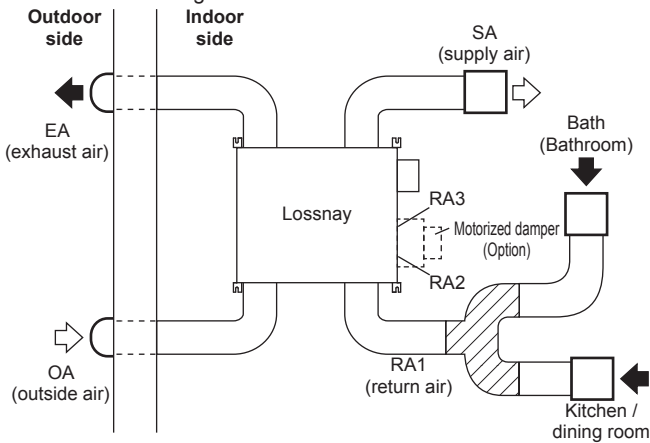 Outdoor
side
Indoor
side
SA
(supply air)
EA
(exhaust air)
Bath
(Bathroom)
Lossnay
RA3
Motorized damper
(Option)
RA2
OA
(outside air)
RA1
(return air)
Kitchen /
dining room